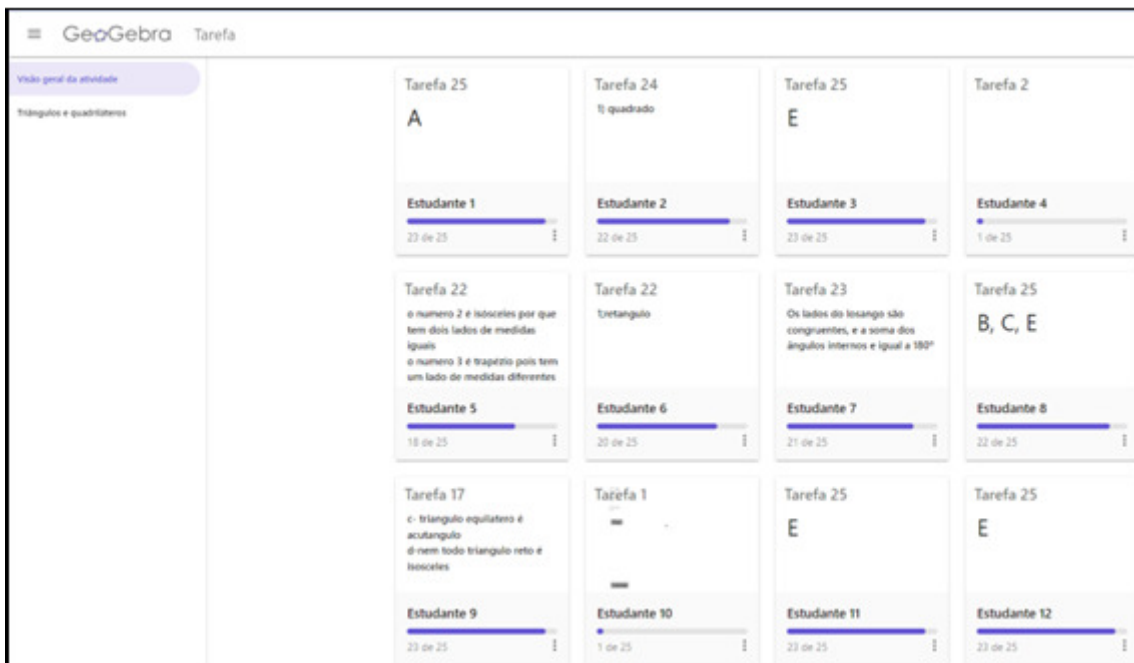 GeoGebra Tarefa
Visão geral da atividade
Triângulos e quadriláteros
Tarefa 25
A
Estudante 1
23 de 25
Tarefa 24
1) quadrado
Estudante 2
22 de 25
Tarefa 25
E
Estudante 3
23 de 25
Tarefa 2
Estudante 4
1 de 25
Tarefa 22
o numero 2 é isósceles por que
tem dois lados de medidas
iguais
o numero 3 é trapézio pois tem
um lado de medidas diferentes
Estudante 5
18 de 25
Tarefa 22
1:retangulo
Estudante 6
20 de 25
Tarefa 23
Os lados do losango são
congruentes, e a soma dos
ângulos internos e igual a 180°
Estudante 7
21 de 25
Tarefa 25
B, C, E
Estudante 8
22 de 25
Tarefa 17
c- triangulo equilatero é
acutangulo
d-nem todo triangulo reto é
isosceles
Estudante 9
23 de 25
Tarefa 1
Estudante 10
1 de 25
Tarefa 25
E
Estudante 11
23 de 25
Tarefa 25
E
Estudante 12
23 de 25